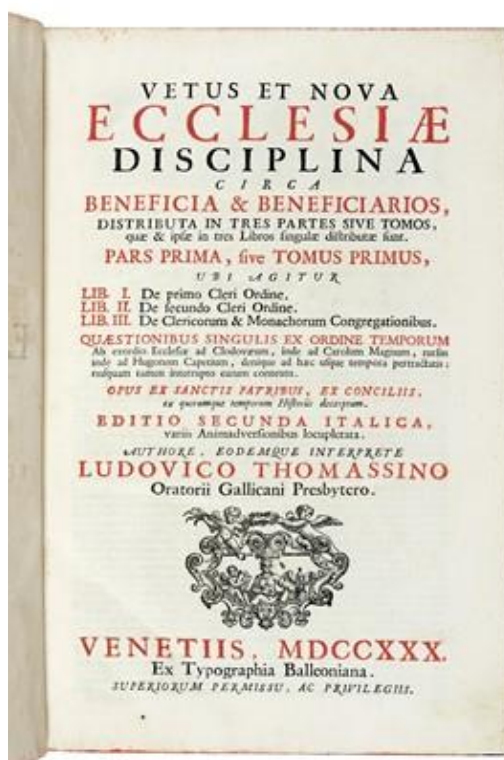 VETUS ET NOVA
ECCLESIÆ
DISCIPLINA
CIRCA
BENEFICIA & BENEFICIARIOS,
DISTRIBUTA IN TRES PARTES SIVE TOMOS,
quæ & ipsæ in tres Libros singulæ distributæ sunt.
PARS PRIMA, sive TOMUS PRIMUS,
UBI AGITUR
LIB. I. De primo Cleri Ordine.
LIB. II. De secundo Cleri Ordine.
LIB. III. De Clericorum & Monachorum Congregationibus.
QUÆSTIONIBUS SINGULIS EX ORDINE TEMPORUM
Ab exordio Ecclesiæ ad Clodovæum, inde ad Carolum Magnum, rursus
inde ad Hugonem Capetum, denique ad hæc usque tempora pertractatis:
nusquam tamen interrupto earum contextu.
OPUS EX SANCTIS PATRIBUS, EX CONCILIIS,
ex quorumque temporum Historiis decerptum.
EDITIO SECUNDA ITALICA,
variis Animadversionibus locupletata.
AUTHORE, EODEMQUE INTERPRETE
LUDOVICO THOMASSINO
Oratorii Gallicani Presbytero.
VENETIIS, MDCCXXX.
Ex Typographia Balleoniana.
SUPERIORUM PERMISSU, AC PRIVILEGIIS.